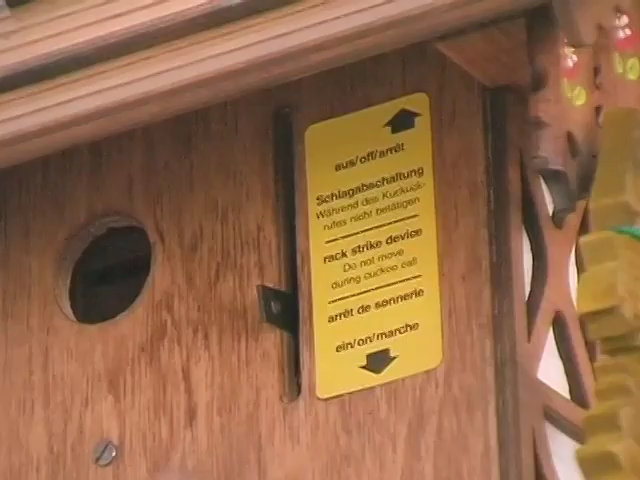 aus/off/arrêt
Schlagabschaltung
Während des Kuckuck-
rufes nicht betätigen
rack strike device
Do not move
during cuckoo call
arrêt de sonnerie
ein/on/marche